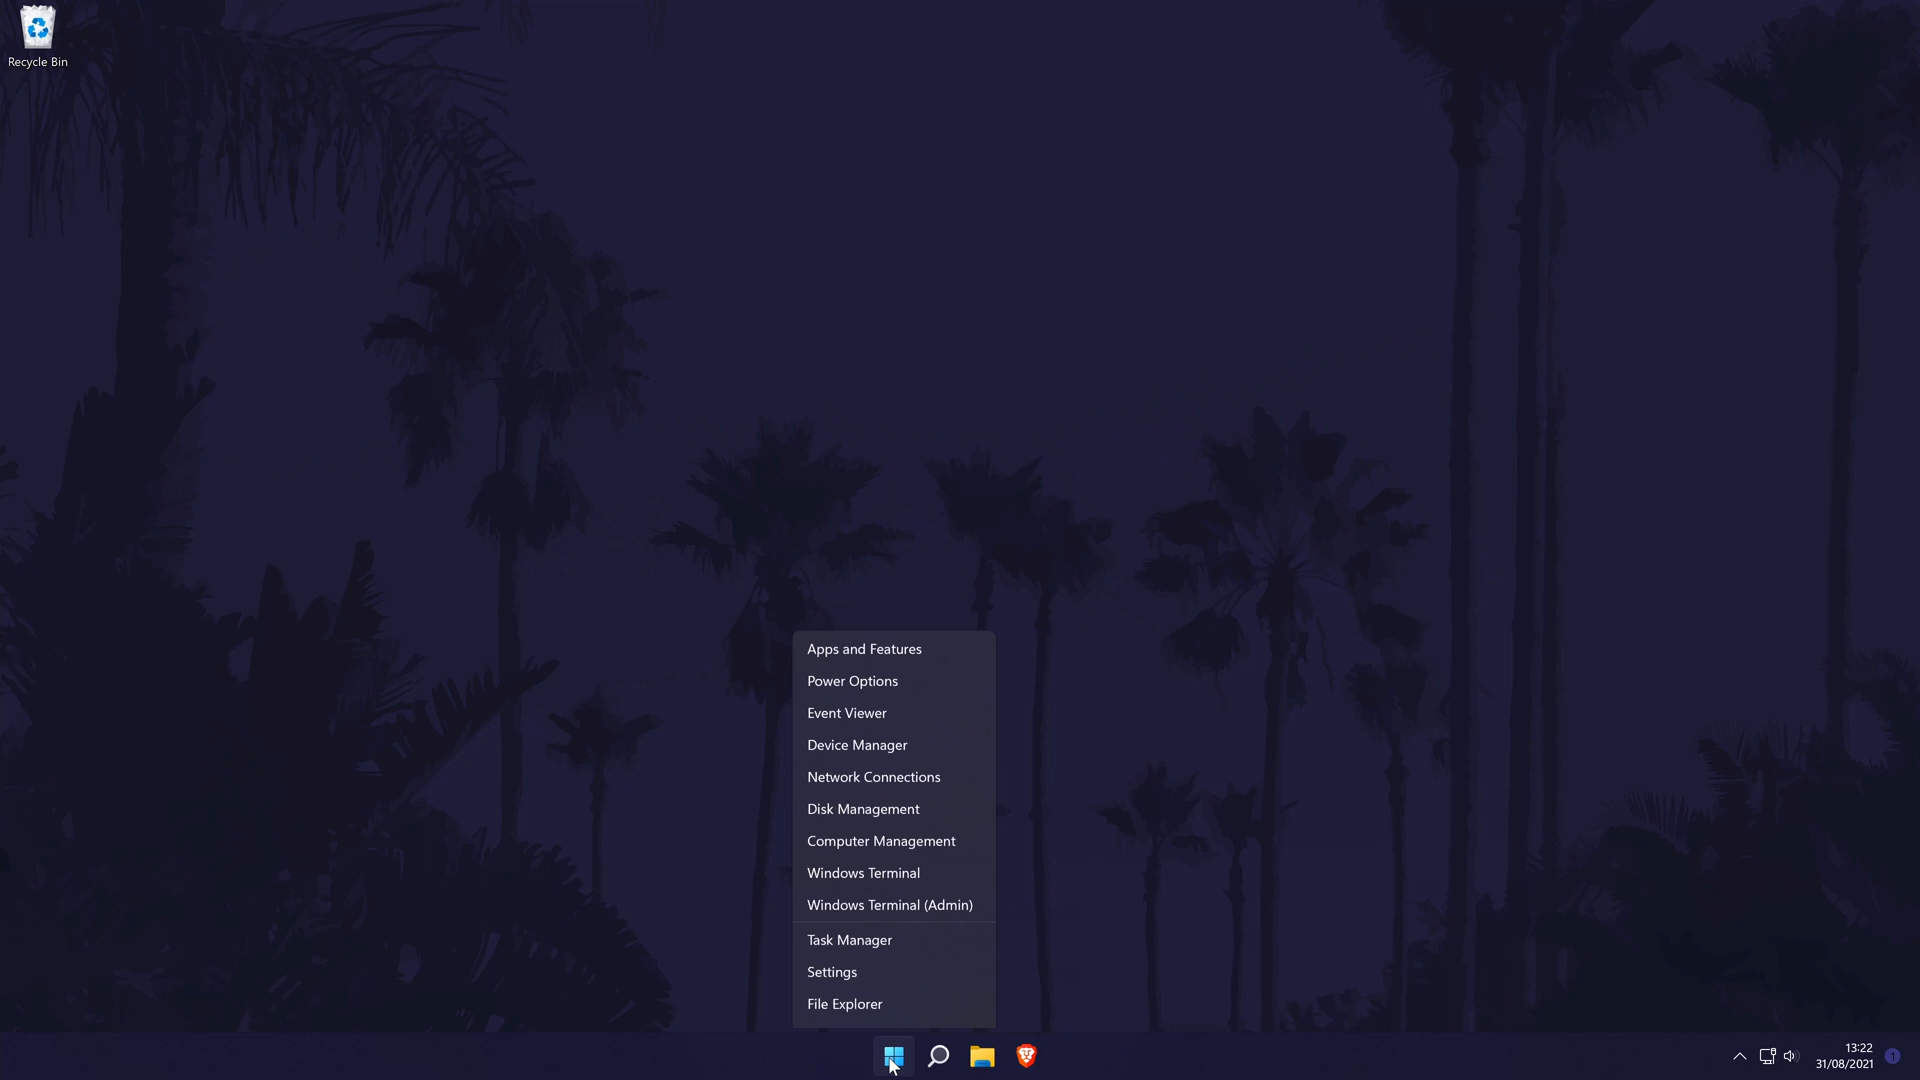 Recycle Bin
Apps and Features
Power Options
Event Viewer
Device Manager
Network Connections
Disk Management
Computer Management
Windows Terminal
Windows Terminal (Admin)
Task Manager
Settings
File Explorer
13:22
31/08/2021
1